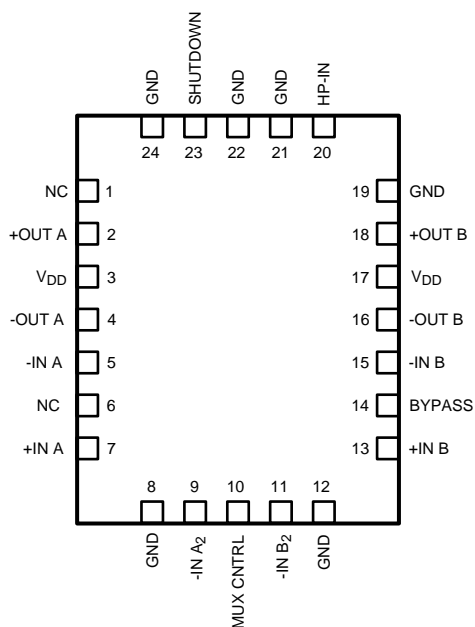 GND
SHUTDOWN
GND
GND
HP-IN
24 23 22 21 20
NC 1
+OUT A 2
VDD 3
-OUT A 4
-IN A 5
NC 6
+IN A 7
19 GND
18 +OUT B
17 VDD
16 -OUT B
15 -IN B
14 BYPASS
13 +IN B
8 9 10 11 12
GND
-IN A2
MUX CNTRL
-IN B2
GND